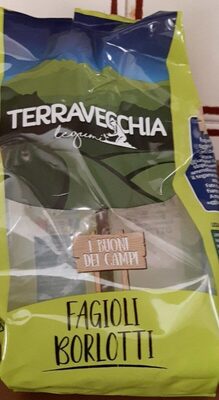 TERRAVECCHIA
legumi
I BUONI
DEI CAMPI
FAGIOLI
BORLOTTI